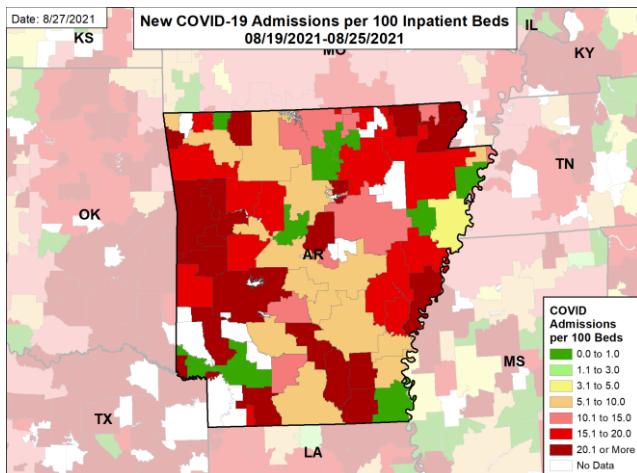 Date: 8/27/2021
New COVID-19 Admissions per 100 Inpatient Beds
08/19/2021-08/25/2021
KS
MO
IL
KY
TN
OK
AR
MS
TX
LA
COVID
Admissions
per 100 Beds
0.0 to 1.0
1.1 to 3.0
3.1 to 5.0
5.1 to 10.0
10.1 to 15.0
15.1 to 20.0
20.1 or More
No Data